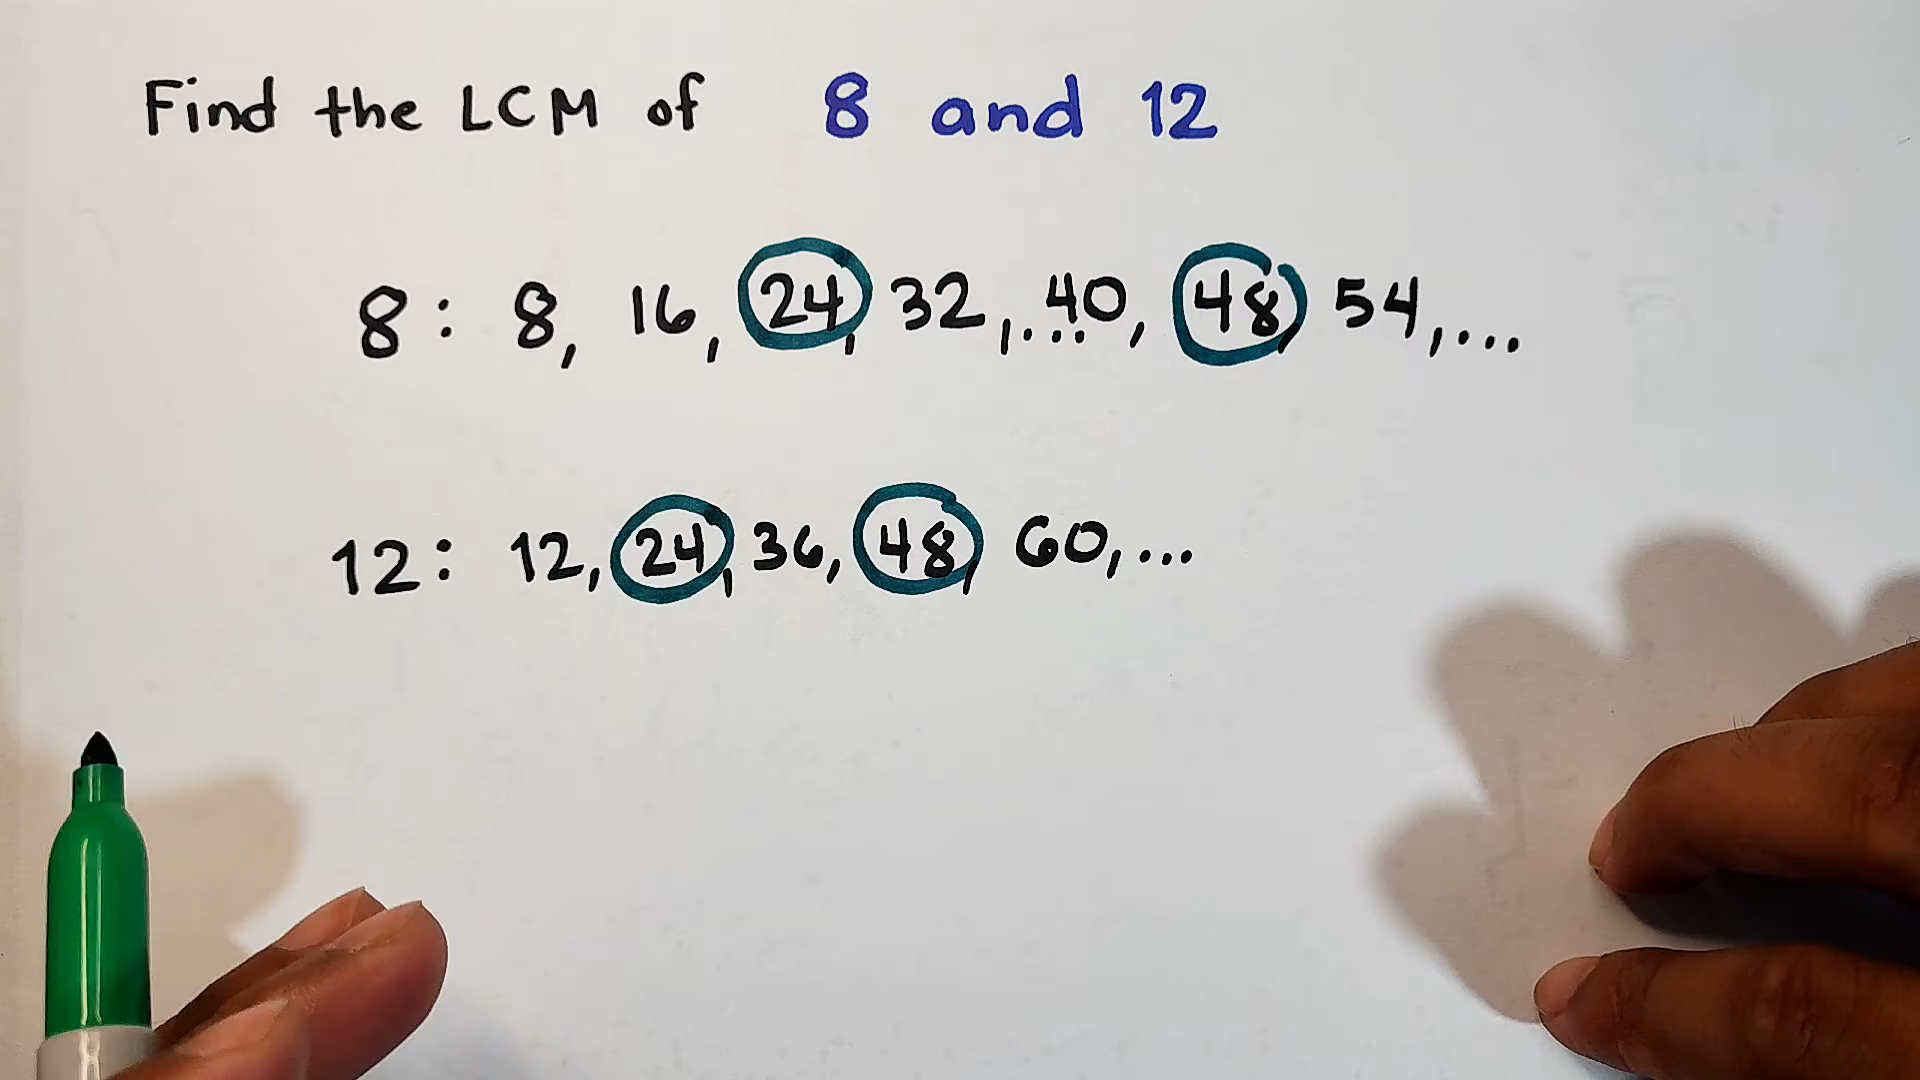 Find the LCM of 8 and 12
8: 8, 16, 24, 32,... 40, 48, 54,...
12: 12, 24, 36, 48, 60,...